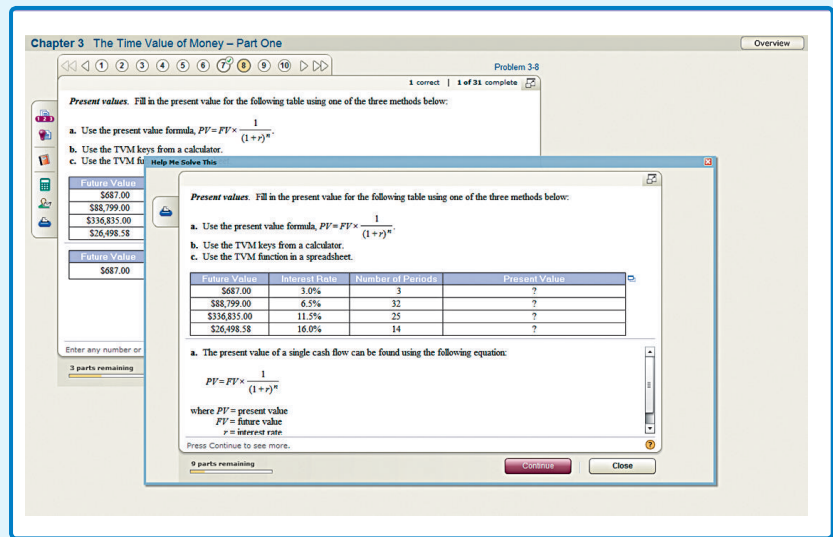 Chapter 3 The Time Value of Money – Part One
Overview
1 2 3 4 5 6 7 8 9 10
Problem 3-8
1 correct | 1 of 31 complete
Present values. Fill in the present value for the following table using one of the three methods below:
a. Use the present value formula, PV = FV × 1/(1 + r)^n.
b. Use the TVM keys from a calculator.
c. Use the TVM fu
Future Value
$687.00
$88,799.00
$336,835.00
$26,498.58
Future Value
$687.00
Enter any number or
3 parts remaining
Help Me Solve This
Present values. Fill in the present value for the following table using one of the three methods below:
a. Use the present value formula, PV = FV × 1/(1 + r)^n.
b. Use the TVM keys from a calculator.
c. Use the TVM function in a spreadsheet.
Future Value Interest Rate Number of Periods Present Value
$687.00 3.0% 3 ?
$88,799.00 6.5% 32 ?
$336,835.00 11.5% 25 ?
$26,498.58 16.0% 14 ?
a. The present value of a single cash flow can be found using the following equation:
PV = FV × 1/(1 + r)^n
where PV = present value
FV = future value
r = interest rate
Press Continue to see more.
?
9 parts remaining
Continue
Close